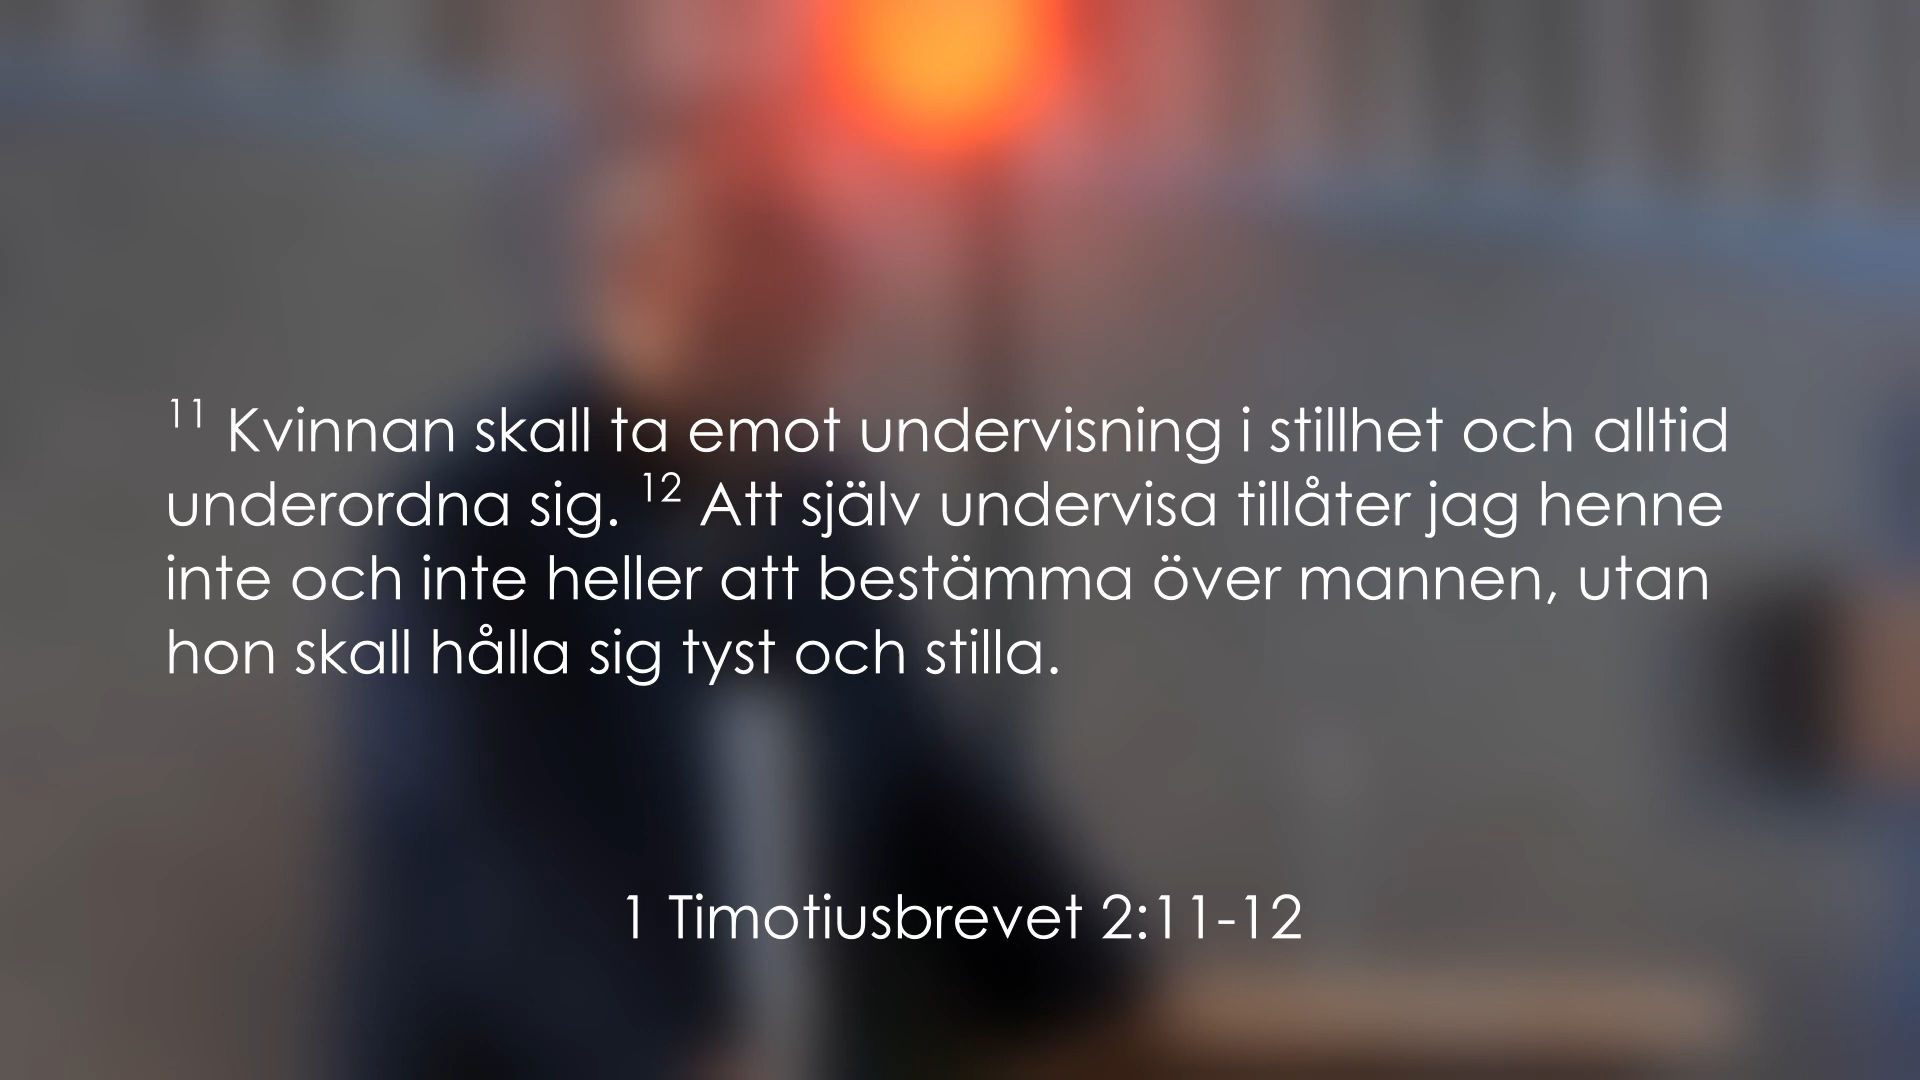 11 Kvinnan skall ta emot undervisning i stillhet och alltid
underordna sig. 12 Att själv undervisa tillåter jag henne
inte och inte heller att bestämma över mannen, utan
hon skall hålla sig tyst och stilla.
1 Timotiusbrevet 2:11-12